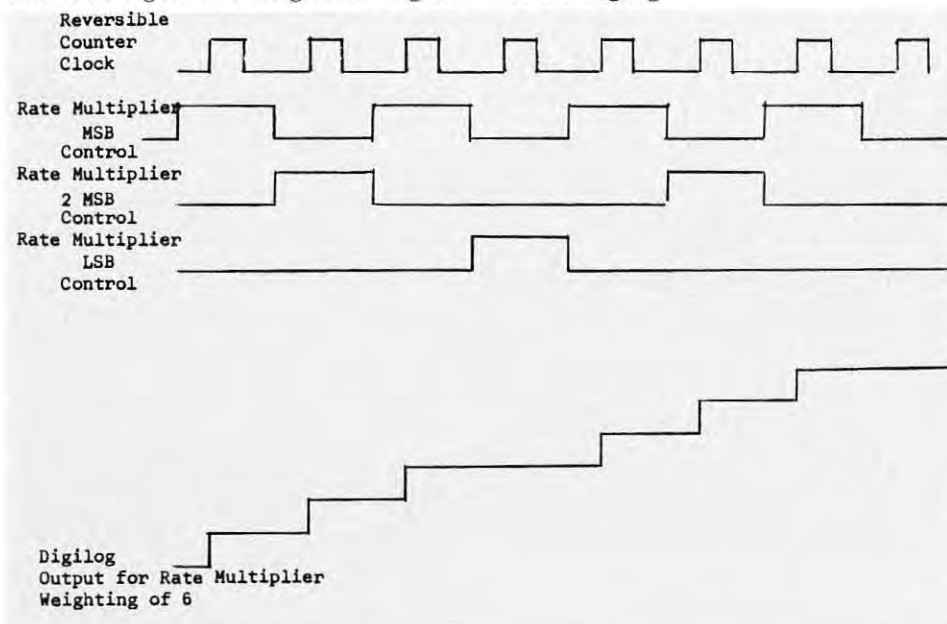 Reversible
Counter
Clock
Rate Multiplier
MSB
Control
Rate Multiplier
2 MSB
Control
Rate Multiplier
LSB
Control
Digilog
Output for Rate Multiplier
Weighting of 6